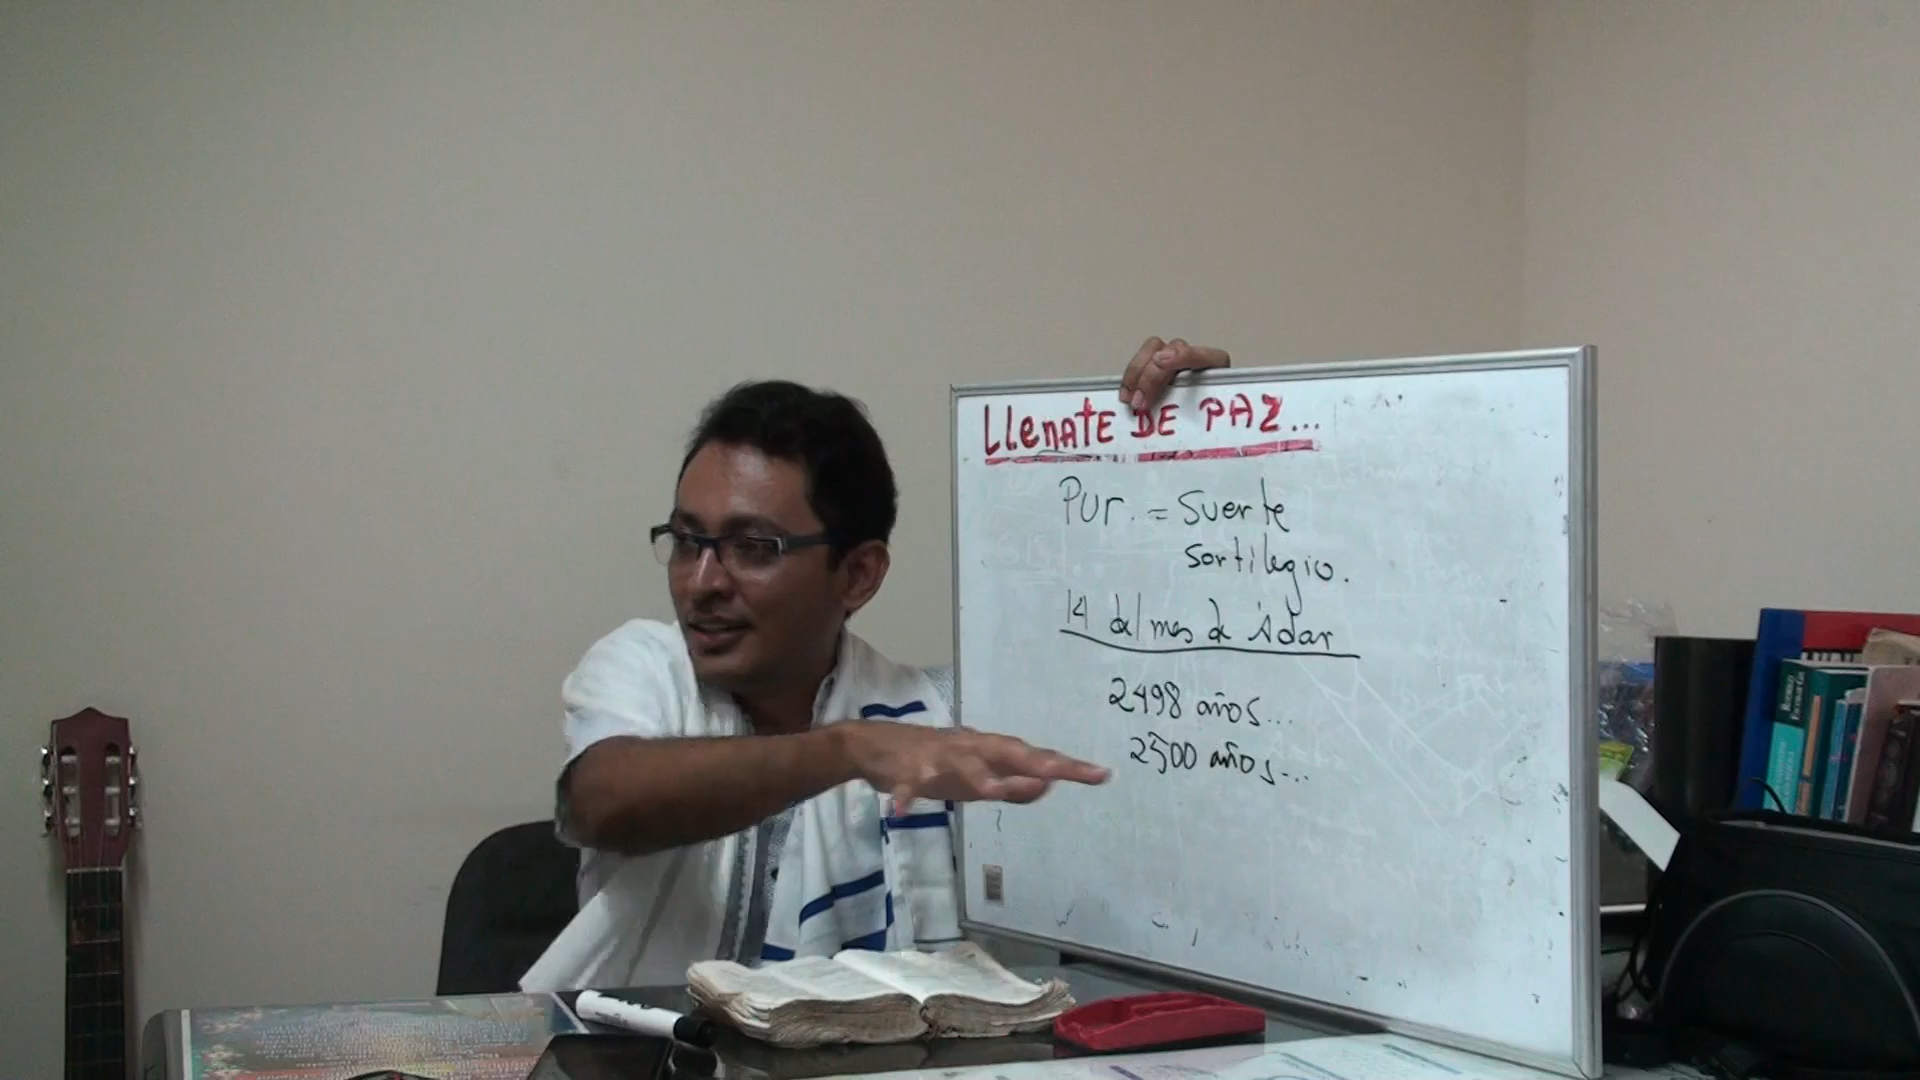 Llenate DE PAZ...
Pur. = Suerte
sortilegio.
14 del mes de Adar
2498 años...
2500 años...